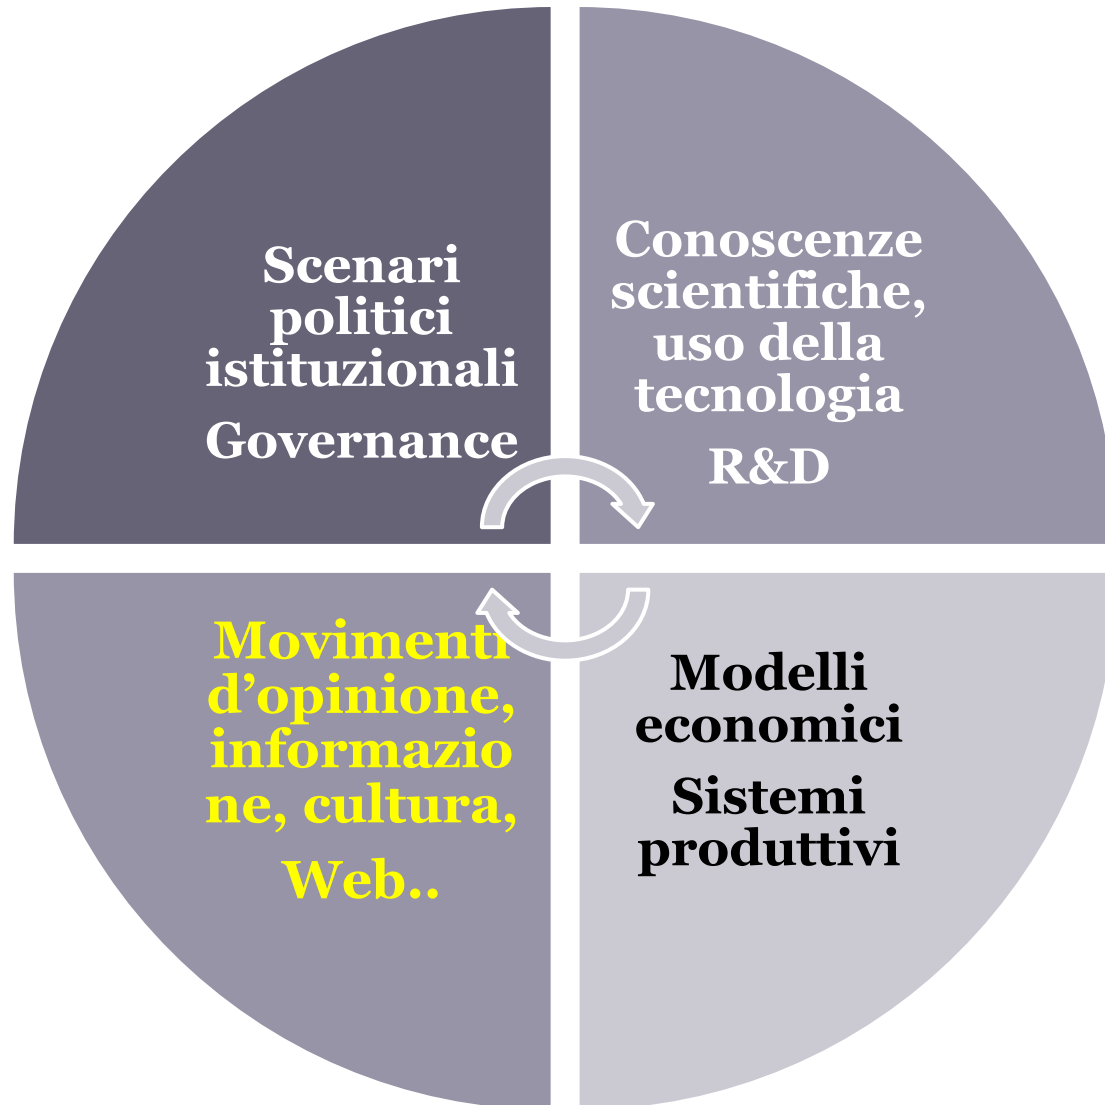 Scenari
politici
istituzionali
Governance
Conoscenze
scientifiche,
uso della
tecnologia
R&D
Movimenti
d’opinione,
informazio
ne, cultura,
Web..
Modelli
economici
Sistemi
produttivi